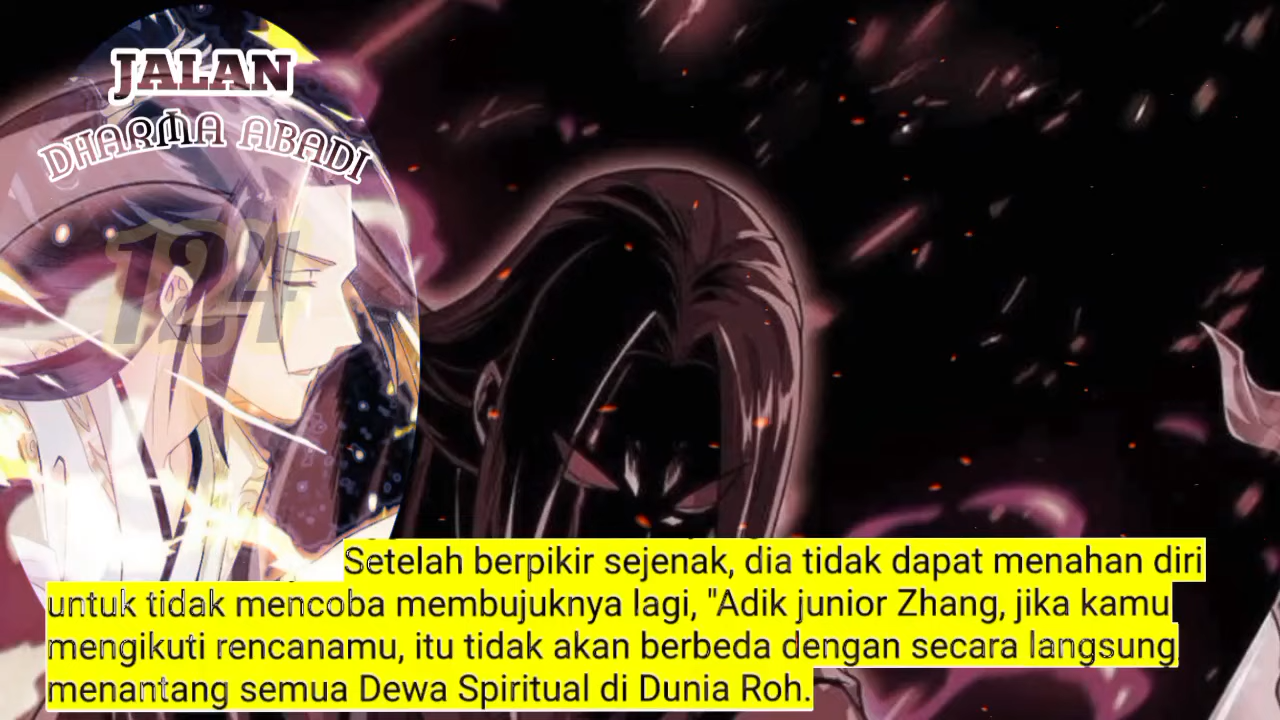 JALAN
DHARMA ABADI
124
Setelah berpikir sejenak, dia tidak dapat menahan diri
untuk tidak mencoba membujuknya lagi, "Adik junior Zhang, jika kamu
mengikuti rencanamu, itu tidak akan berbeda dengan secara langsung
menantang semua Dewa Spiritual di Dunia Roh.